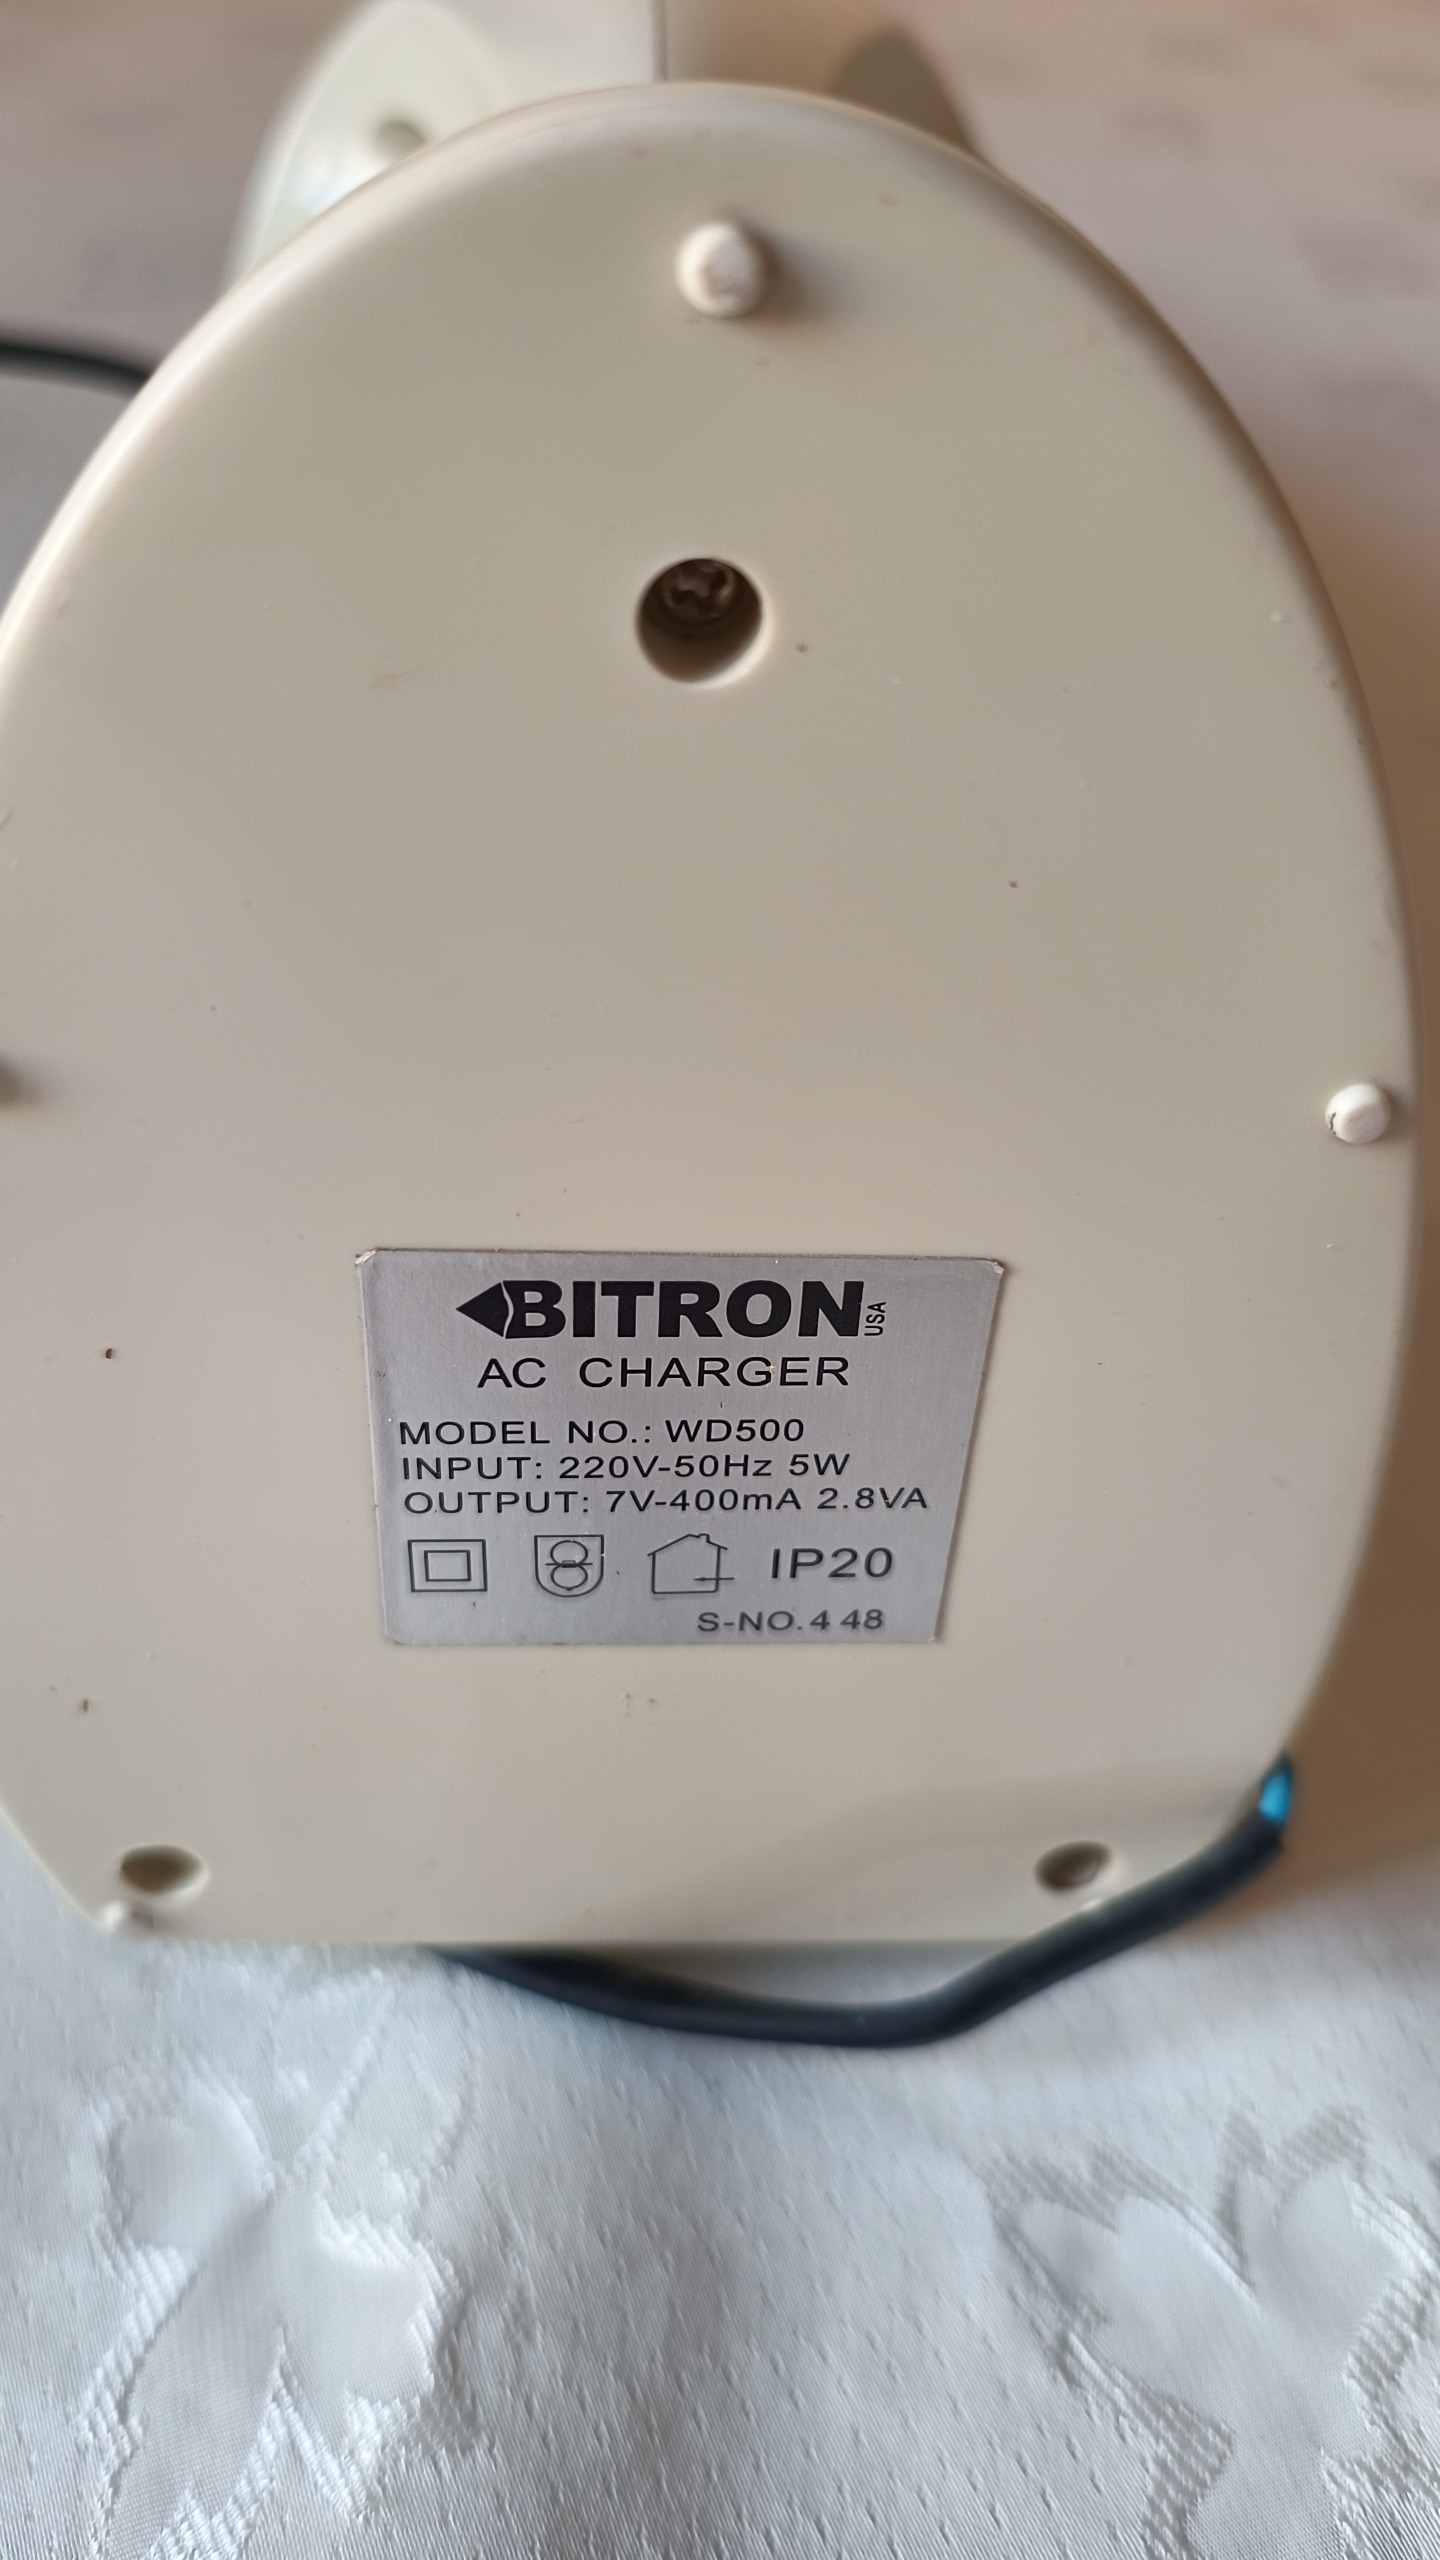 BITRON USA
AC CHARGER
MODEL NO.: WD500
INPUT: 220V-50Hz 5W
OUTPUT: 7V-400mA 2.8VA
IP20
S-NO.4 48